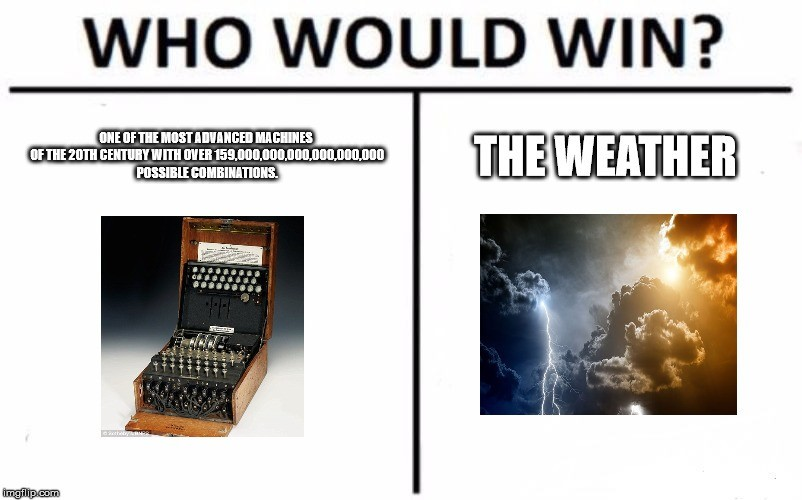 WHO WOULD WIN?
ONE OF THE MOST ADVANCED MACHINES
OF THE 20TH CENTURY WITH OVER 159,000,000,000,000,000,000
POSSIBLE COMBINATIONS.
THE WEATHER
imgflip.com